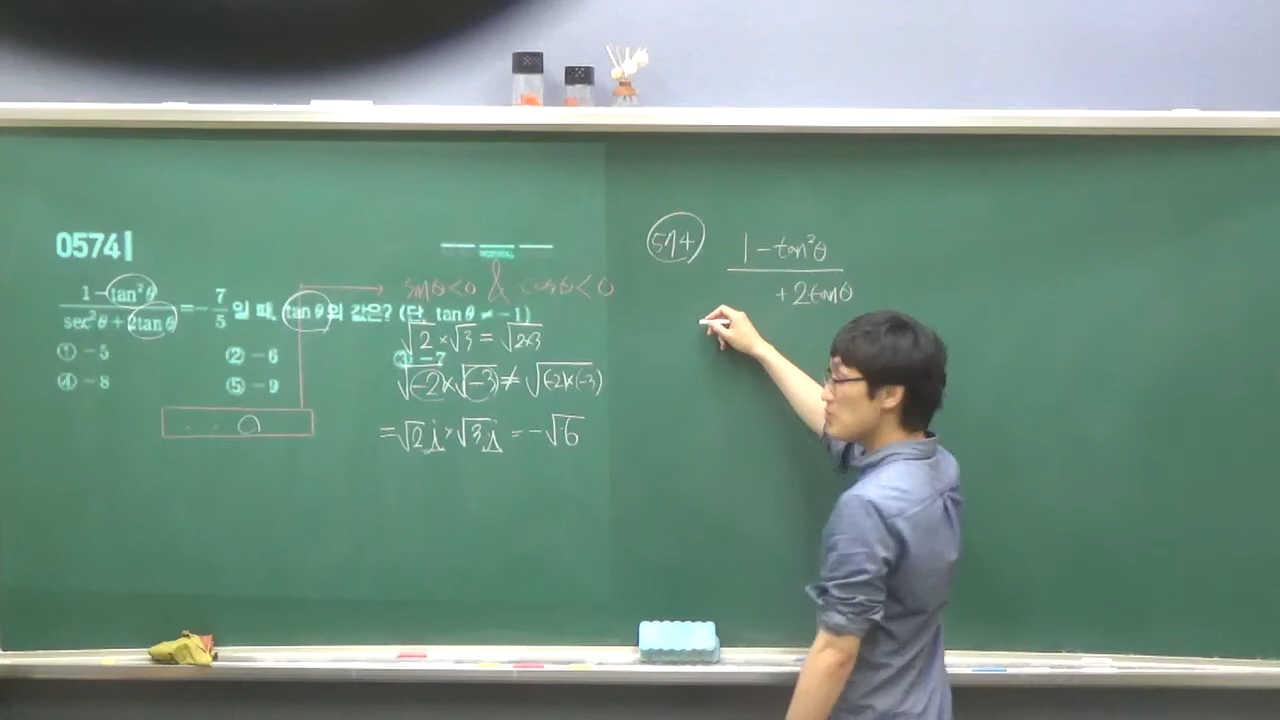 0574
NORMAL
1-tan²θ / sec²θ+2tanθ = -7/5 일 때, tanθ의 값은? (단, tanθ ≠ -1)
① -5 ② -6 ③ -7
④ -8 ⑤ -9
sinθ<0 & cosθ<0
√2 × √3 = √2×3
√-2 × √-3 ≠ √(-2)×(-3)
= √2 i × √3 i = -√6
574
1-tan²θ
+2tanθ